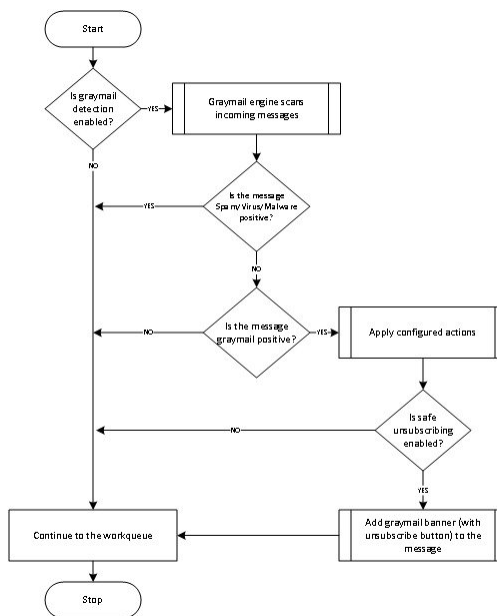 Start
Is graymail
detection
enabled?
YES
Graymail engine scans
incoming messages
NO
Is the message
Spam/Virus/Malware
positive?
YES
NO
Is the message
graymail positive?
NO
YES
Apply configured actions
Is safe
unsubscribing
enabled?
NO
YES
Continue to the workqueue
Add graymail banner (with
unsubscribe button) to the
message
Stop